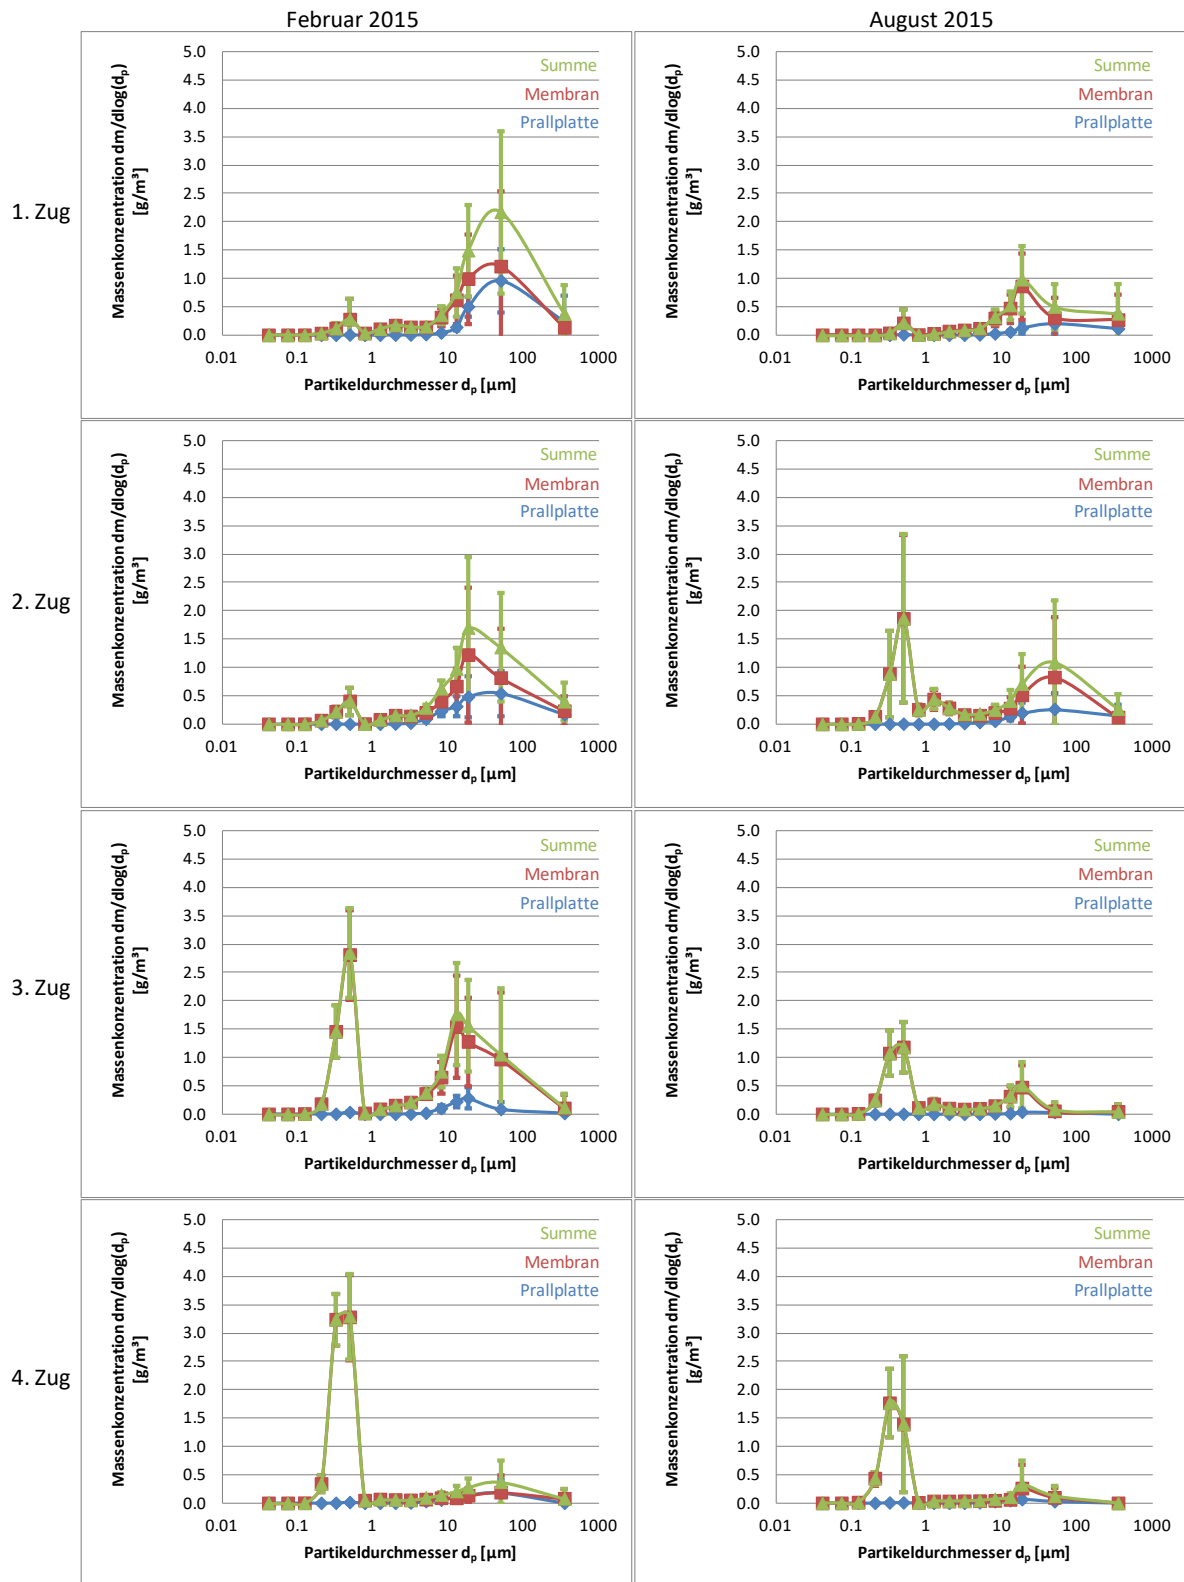 Februar 2015
August 2015
1. Zug
Massenkonzentration dm/dlog(dp)
[g/m³]
5.0
4.5
4.0
3.5
3.0
2.5
2.0
1.5
1.0
0.5
0.0
Summe
Membran
Prallplatte
0.01 0.1 1 10 100 1000
Partikeldurchmesser dp [µm]
Massenkonzentration dm/dlog(dp)
[g/m³]
5.0
4.5
4.0
3.5
3.0
2.5
2.0
1.5
1.0
0.5
0.0
Summe
Membran
Prallplatte
0.01 0.1 1 10 100 1000
Partikeldurchmesser dp [µm]
2. Zug
Massenkonzentration dm/dlog(dp)
[g/m³]
5.0
4.5
4.0
3.5
3.0
2.5
2.0
1.5
1.0
0.5
0.0
Summe
Membran
Prallplatte
0.01 0.1 1 10 100 1000
Partikeldurchmesser dp [µm]
Massenkonzentration dm/dlog(dp)
[g/m³]
5.0
4.5
4.0
3.5
3.0
2.5
2.0
1.5
1.0
0.5
0.0
Summe
Membran
Prallplatte
0.01 0.1 1 10 100 1000
Partikeldurchmesser dp [µm]
3. Zug
Massenkonzentration dm/dlog(dp)
[g/m³]
5.0
4.5
4.0
3.5
3.0
2.5
2.0
1.5
1.0
0.5
0.0
Summe
Membran
Prallplatte
0.01 0.1 1 10 100 1000
Partikeldurchmesser dp [µm]
Massenkonzentration dm/dlog(dp)
[g/m³]
5.0
4.5
4.0
3.5
3.0
2.5
2.0
1.5
1.0
0.5
0.0
Summe
Membran
Prallplatte
0.01 0.1 1 10 100 1000
Partikeldurchmesser dp [µm]
4. Zug
Massenkonzentration dm/dlog(dp)
[g/m³]
5.0
4.5
4.0
3.5
3.0
2.5
2.0
1.5
1.0
0.5
0.0
Summe
Membran
Prallplatte
0.01 0.1 1 10 100 1000
Partikeldurchmesser dp [µm]
Massenkonzentration dm/dlog(dp)
[g/m³]
5.0
4.5
4.0
3.5
3.0
2.5
2.0
1.5
1.0
0.5
0.0
Summe
Membran
Prallplatte
0.01 0.1 1 10 100 1000
Partikeldurchmesser dp [µm]